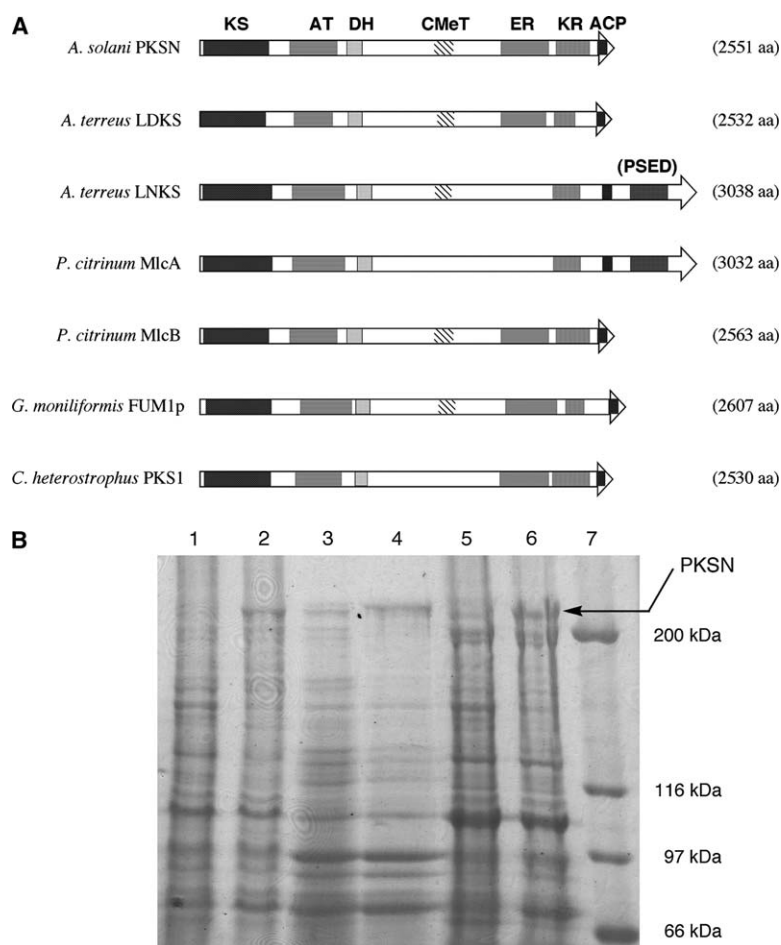 A
KS AT DH CMeT ER KR ACP
A. solani PKSN (2551 aa)
A. terreus LDKS (2532 aa)
(PSED)
A. terreus LNKS (3038 aa)
P. citrinum MlcA (3032 aa)
P. citrinum MlcB (2563 aa)
G. moniliformis FUM1p (2607 aa)
C. heterostrophus PKS1 (2530 aa)
B
1 2 3 4 5 6 7
PKSN
200 kDa
116 kDa
97 kDa
66 kDa